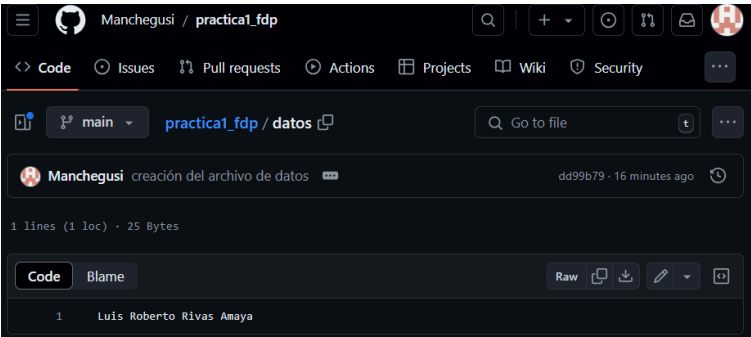 Manchegusi / practica1_fdp
Code Issues Pull requests Actions Projects Wiki Security
main practica1_fdp / datos Go to file t
Manchegusi creación del archivo de datos dd99b79 · 16 minutes ago
1 lines (1 loc) · 25 Bytes
Code Blame Raw
1 Luis Roberto Rivas Amaya